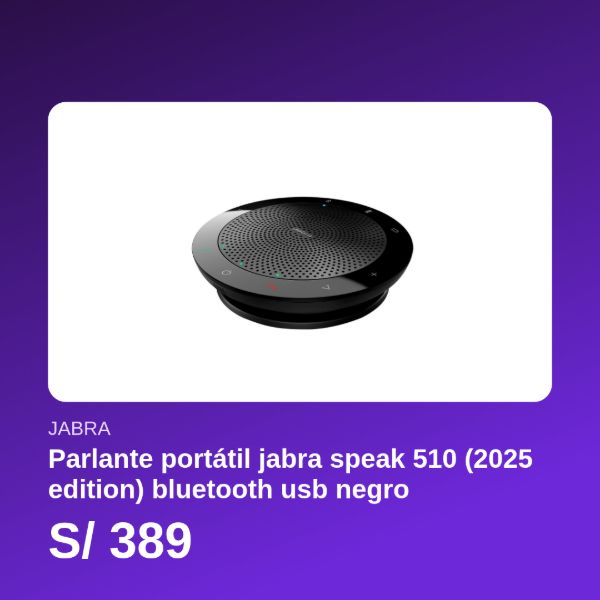 JABRA
Parlante portátil jabra speak 510 (2025
edition) bluetooth usb negro
S/ 389